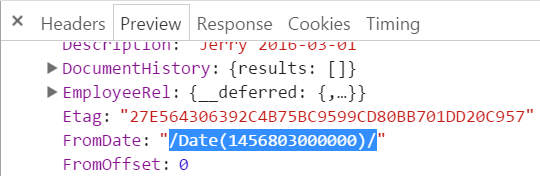 × Headers Preview Response Cookies Timing
Description: "Jerry 2016-03-01"
▶ DocumentHistory: {results: []}
▶ EmployeeRel: {__deferred: {,…}}
Etag: "27E564306392C4B75BC9599CD80BB701DD20C957"
FromDate: "/Date(1456803000000)/"
FromOffset: 0